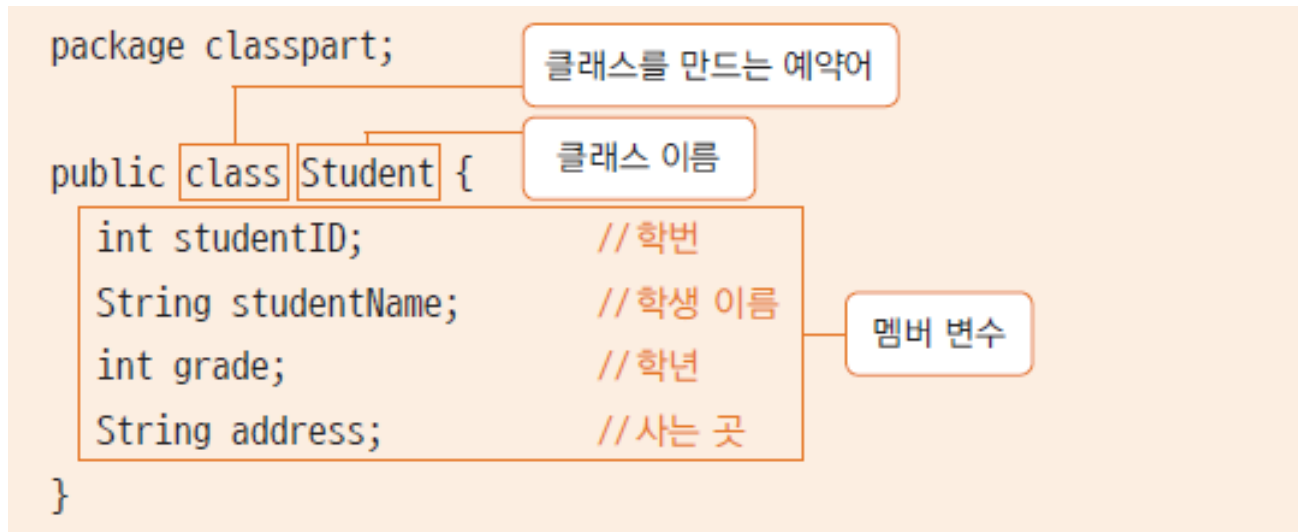 package classpart;
클래스를 만드는 예약어
public class Student {
클래스 이름
int studentID; //학번
String studentName; //학생 이름
int grade; //학년
String address; //사는 곳
멤버 변수
}